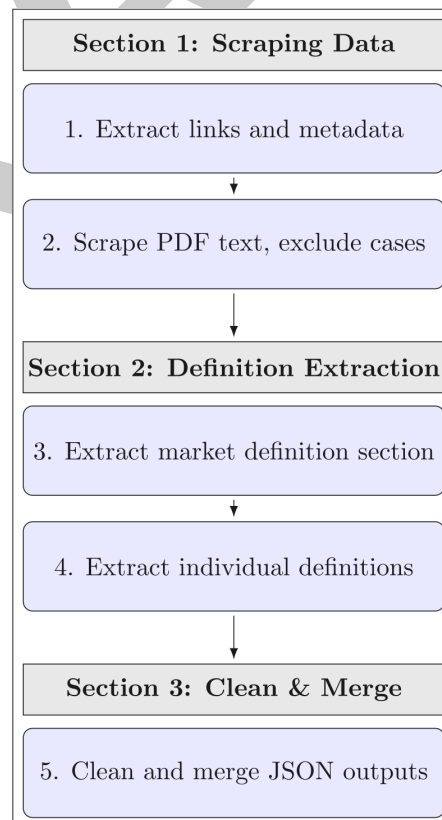 Section 1: Scraping Data
1. Extract links and metadata
2. Scrape PDF text, exclude cases
Section 2: Definition Extraction
3. Extract market definition section
4. Extract individual definitions
Section 3: Clean & Merge
5. Clean and merge JSON outputs